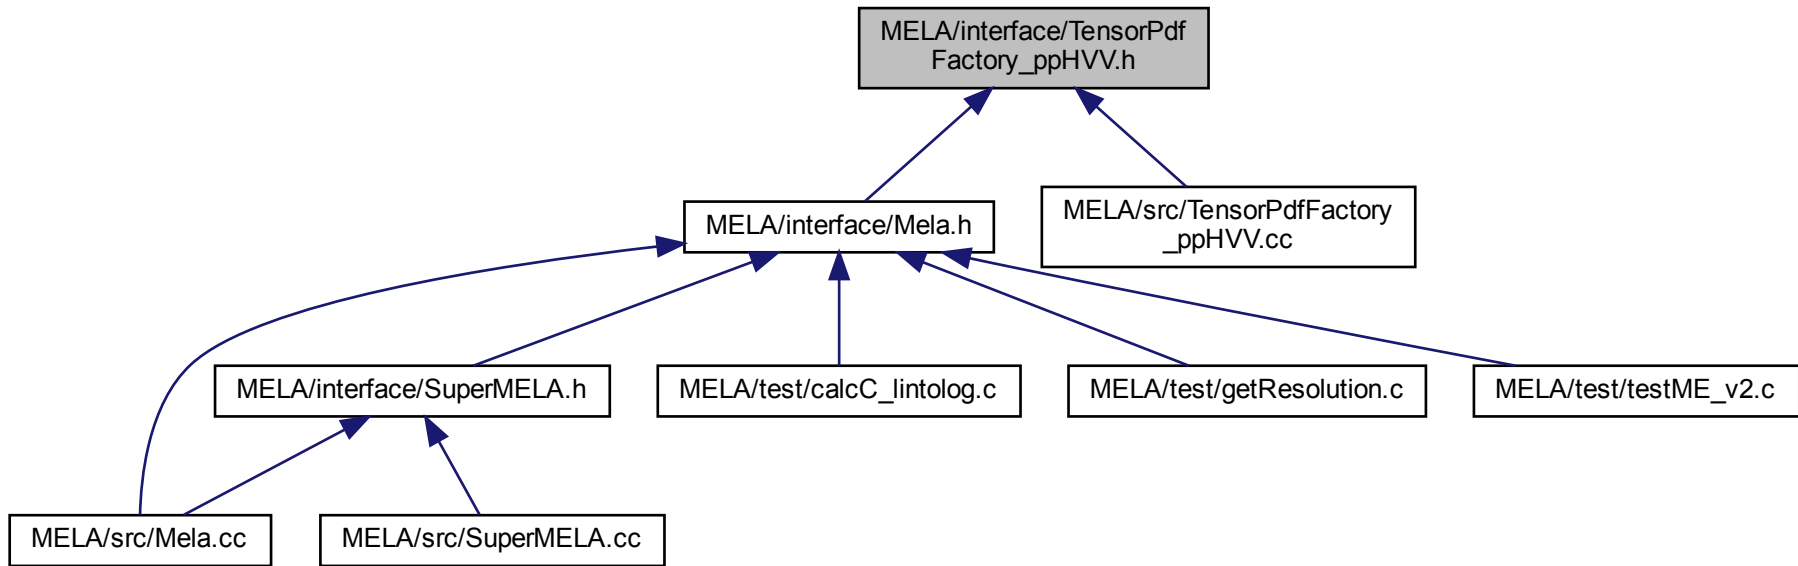 MELA/interface/TensorPdf
Factory_ppHVV.h
MELA/interface/Mela.h
MELA/src/TensorPdfFactory
_ppHVV.cc
MELA/interface/SuperMELA.h
MELA/test/calcC_lintolog.c
MELA/test/getResolution.c
MELA/test/testME_v2.c
MELA/src/Mela.cc
MELA/src/SuperMELA.cc